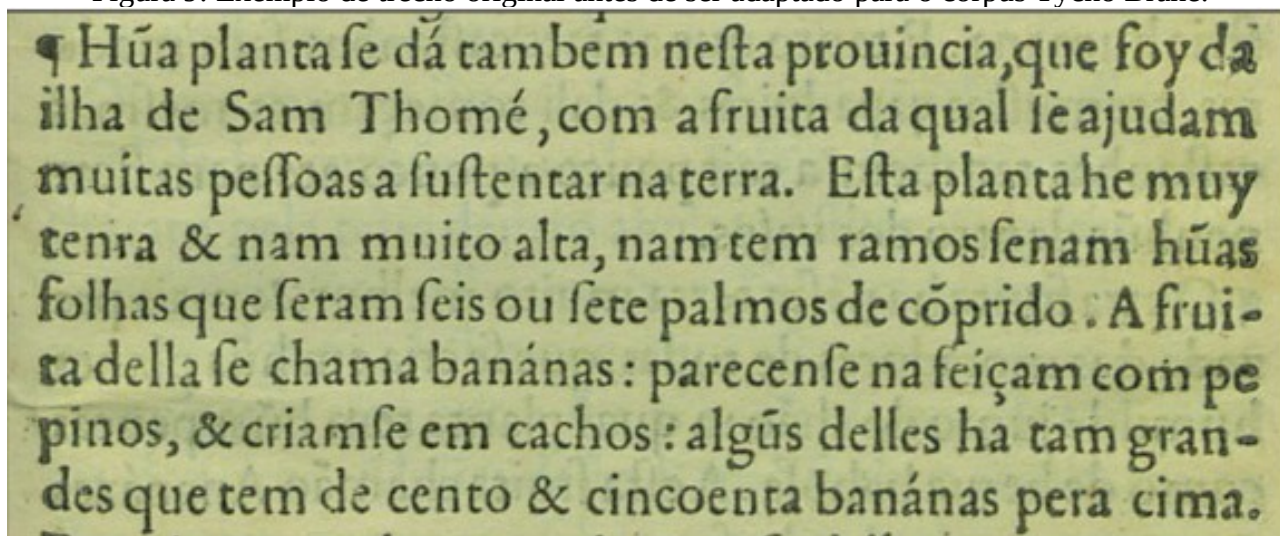 ¶ Hũa planta ſe dá tambem neſta prouincia,que foy da
ilha de Sam Thomé,com a fruita da qual ſe ajudam
muitas peſſoas a ſuſtentar na terra. Eſta planta he muy
tenra & nam muito alta, nam tem ramos ſenam hũas
folhas que ſeram ſeis ou ſete palmos de cõprido . A frui-
ta della ſe chama banánas : parecenſe na feiçam com pe
pinos, & criamſe em cachos : algũs delles ha tam gran-
des que tem de cento & cincoenta banánas pera cima.